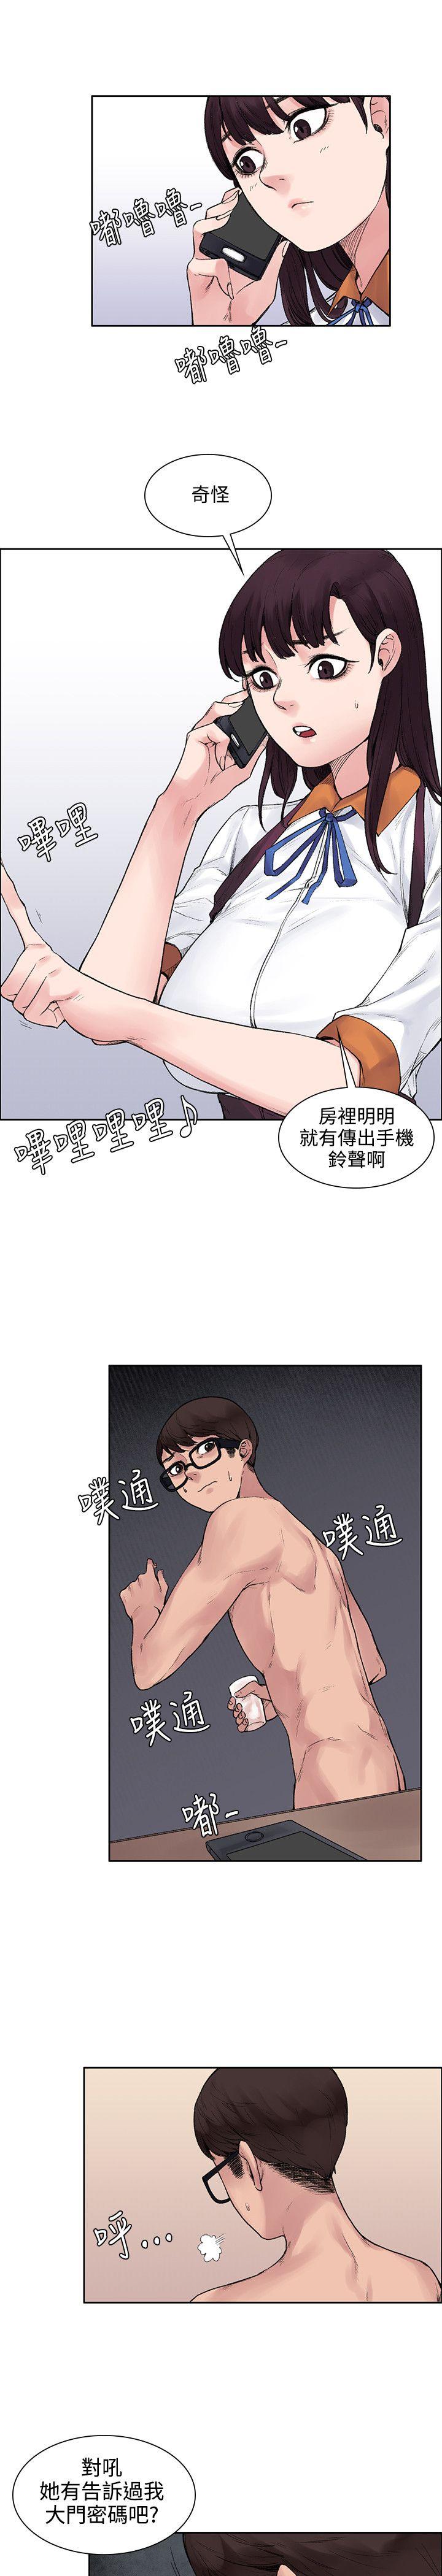 嘟嚕嚕-
嘟嚕嚕-
奇怪
嗶哩
嗶哩哩哩♪
房裡明明
就有傳出手機
鈴聲啊
噗通
噗通
噗通
嘟-
呼...
對吼
她有告訴過我
大門密碼吧?